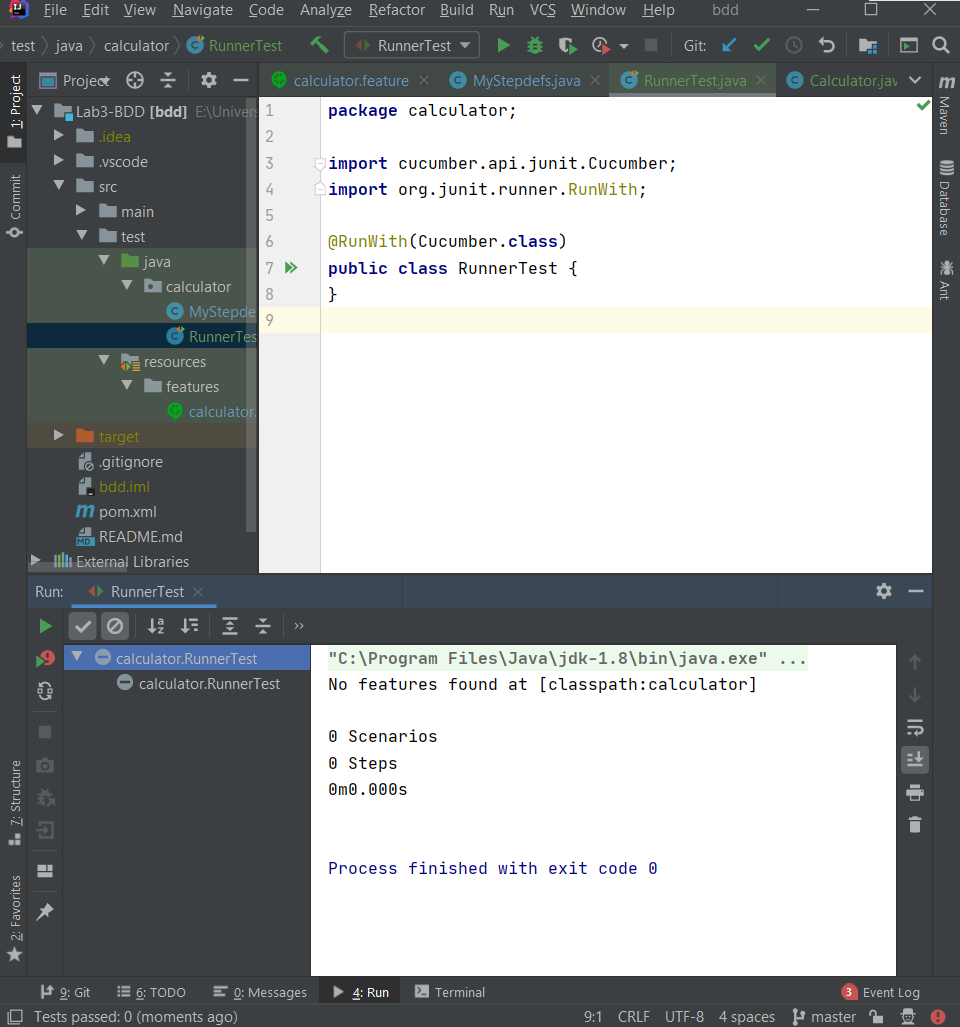 File Edit View Navigate Code Analyze Refactor Build Run VCS Window Help bdd
test java calculator RunnerTest RunnerTest Git:
Project calculator.feature MyStepdefs.java RunnerTest.java Calculator.jav
1: Project
Commit
7: Structure
2: Favorites
Lab3-BDD [bdd] E:\Univers
.idea
.vscode
src
main
test
java
calculator
MyStepde
RunnerTes
resources
features
calculator.
target
.gitignore
bdd.iml
pom.xml
README.md
External Libraries
1 package calculator;
2
3 import cucumber.api.junit.Cucumber;
4 import org.junit.runner.RunWith;
5
6 @RunWith(Cucumber.class)
7 public class RunnerTest {
8 }
9
Maven
Database
Ant
Run: RunnerTest
calculator.RunnerTest
calculator.RunnerTest
"C:\Program Files\Java\jdk-1.8\bin\java.exe" ...
No features found at [classpath:calculator]
0 Scenarios
0 Steps
0m0.000s
Process finished with exit code 0
9: Git 6: TODO 0: Messages 4: Run Terminal 3 Event Log
Tests passed: 0 (moments ago) 9:1 CRLF UTF-8 4 spaces master